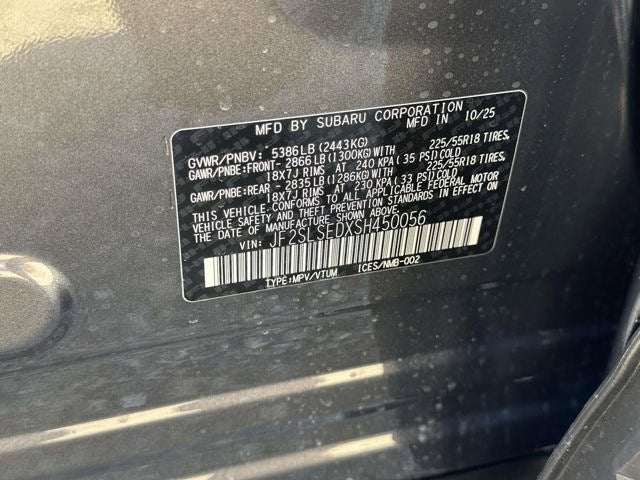 MFD BY SUBARU CORPORATION MFD IN 10/25
GVWR/PNBV: 5386LB(2443KG)
GAWR/PNBE:FRONT- 2866LB(1300KG)WITH 225/55R18 TIRES,
18X7J RIMS AT 240 KPA( 35 PSI)COLD
GAWR/PNBE:REAR - 2835LB(1286KG)WITH 225/55R18 TIRES,
18X7J RIMS AT 230 KPA( 33 PSI)COLD
THIS VEHICLE CONFORMS TO ALL APPLICABLE FEDERAL MOTOR
VEHICLE SAFETY AND THEFT PREVENTION STANDARDS IN EFFECT ON
THE DATE OF MANUFACTURE SHOWN ABOVE.
VIN: JF2SLSEDXSH450056
TYPE:MPV/VTUM ICES/NMB-002